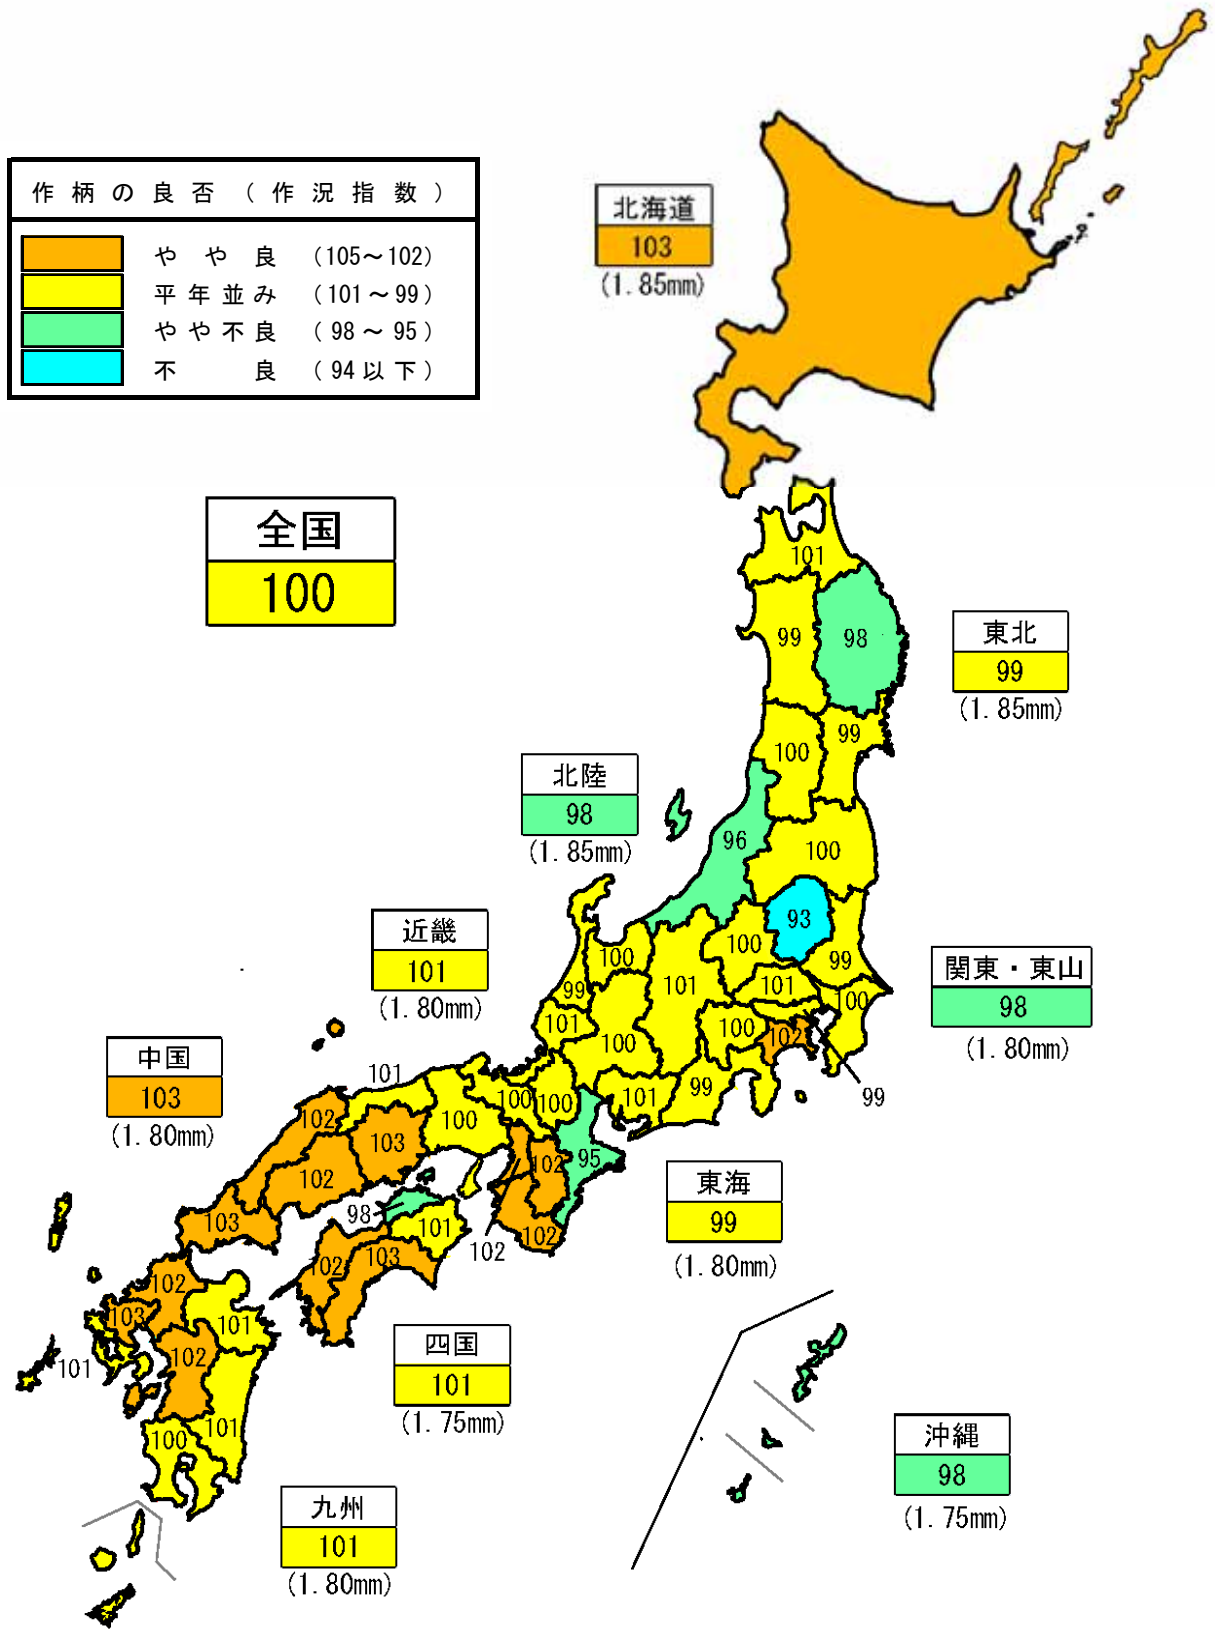 作柄の良否（作況指数）
やや良 （105～102）
平年並み （101～99）
やや不良 （98～95）
不良 （94以下）
北海道
103
(1.85mm)
全国
100
101
99
98
東北
99
(1.85mm)
99
100
北陸
98
(1.85mm)
96
100
93
近畿
101
(1.80mm)
100
100
99
関東・東山
98
(1.80mm)
101
101
99
100
101
100
100
102
99
中国
103
(1.80mm)
101
102
103
100
100
100
101
99
102
102
95
東海
99
(1.80mm)
98
101
102
102
103
102
103
102
103
101
102
101
四国
101
(1.75mm)
101
100
沖縄
98
(1.75mm)
九州
101
(1.80mm)